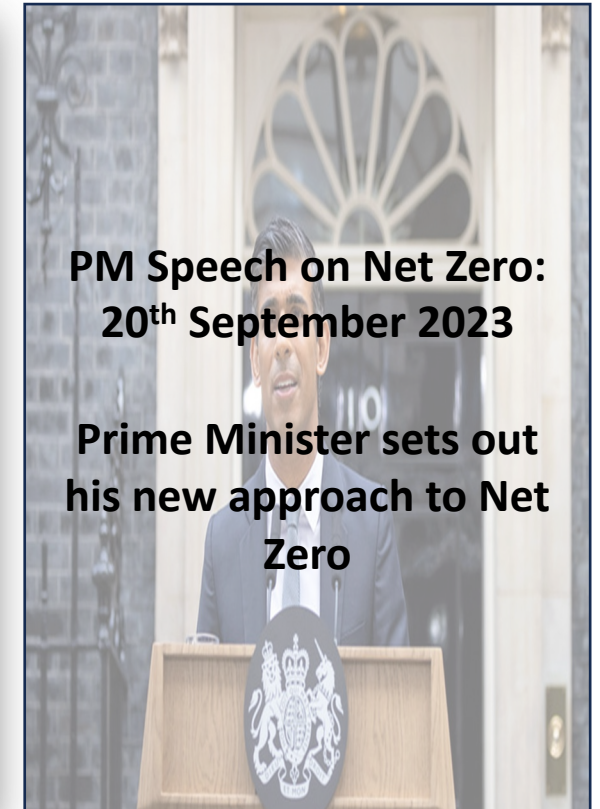 PM Speech on Net Zero:
20th September 2023
Prime Minister sets out
his new approach to Net
Zero